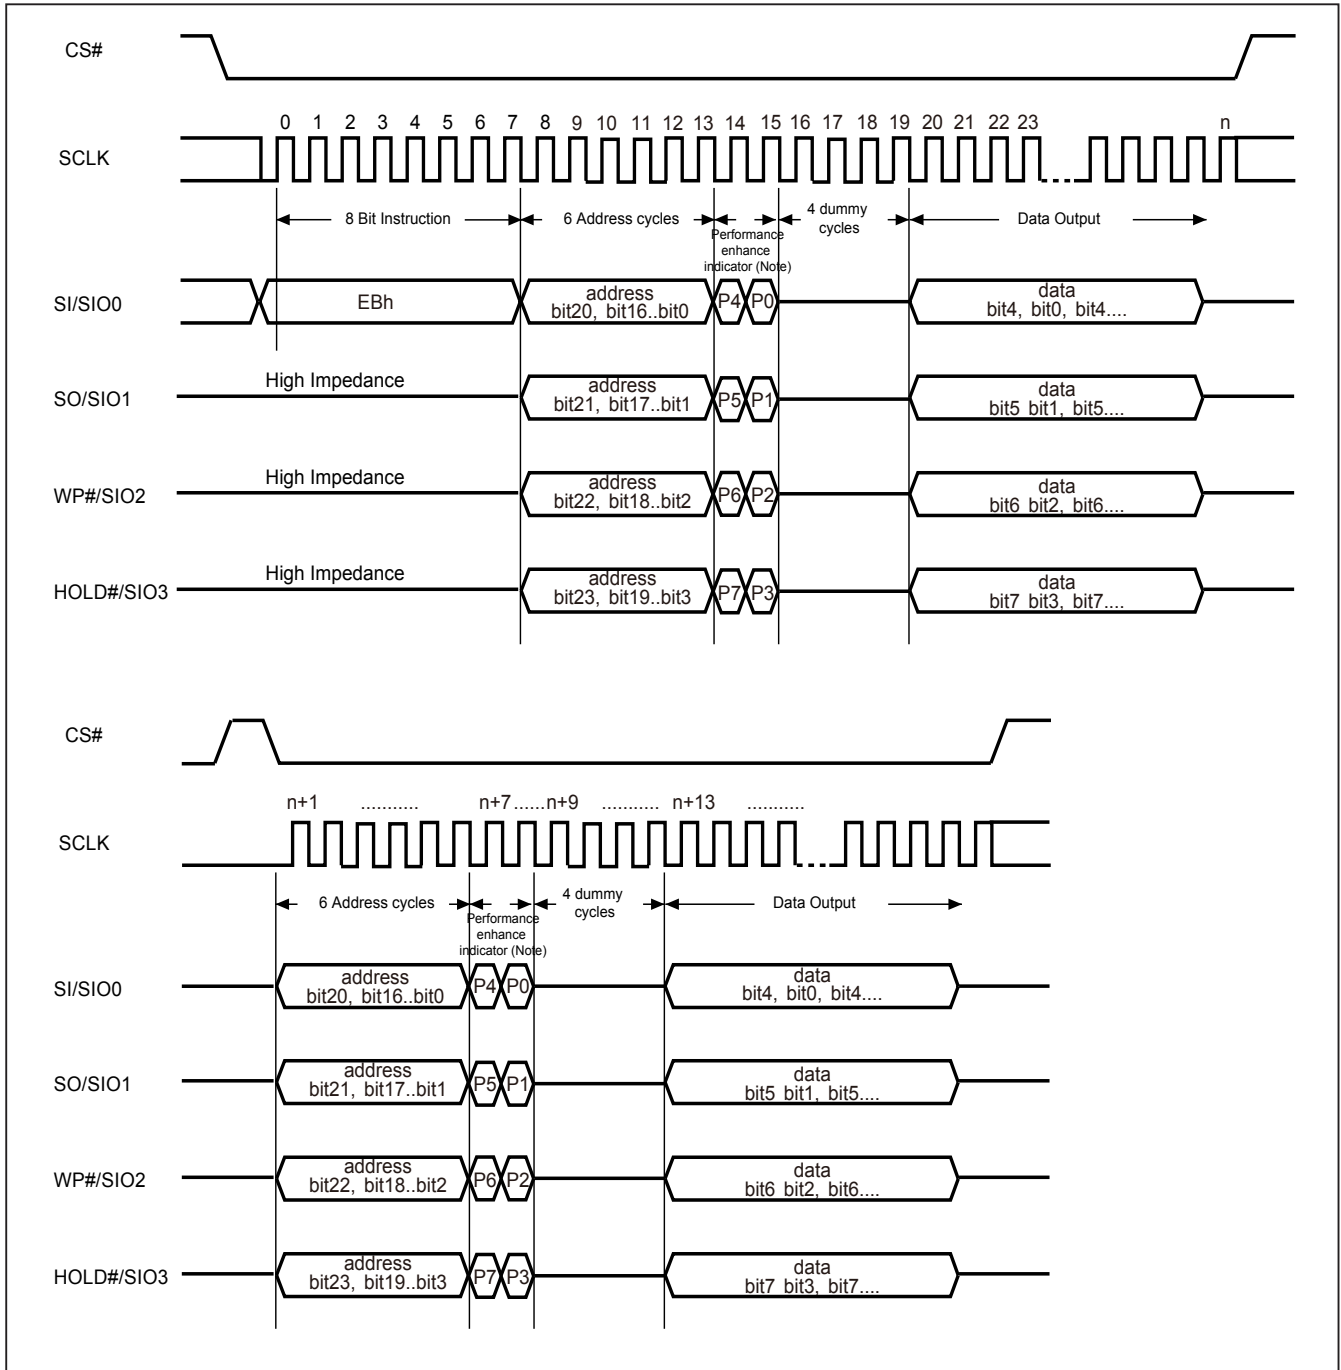 CS#
0 1 2 3 4 5 6 7 8 9 10 11 12 13 14 15 16 17 18 19 20 21 22 23 n
SCLK
8 Bit Instruction 6 Address cycles 4 dummy Data Output
cycles
Performance
enhance
indicator (Note)
SI/SIO0 EBh address P4 P0 data
bit20, bit16..bit0 bit4, bit0, bit4....
High Impedance
SO/SIO1 address P5 P1 data
bit21, bit17..bit1 bit5 bit1, bit5....
High Impedance
WP#/SIO2 address P6 P2 data
bit22, bit18..bit2 bit6 bit2, bit6....
High Impedance
HOLD#/SIO3 address P7 P3 data
bit23, bit19..bit3 bit7 bit3, bit7....
CS#
n+1 ........... n+7......n+9 ........... n+13 ...........
SCLK
6 Address cycles 4 dummy Data Output
cycles
Performance
enhance
indicator (Note)
SI/SIO0 address P4 P0 data
bit20, bit16..bit0 bit4, bit0, bit4....
SO/SIO1 address P5 P1 data
bit21, bit17..bit1 bit5 bit1, bit5....
WP#/SIO2 address P6 P2 data
bit22, bit18..bit2 bit6 bit2, bit6....
HOLD#/SIO3 address P7 P3 data
bit23, bit19..bit3 bit7 bit3, bit7....